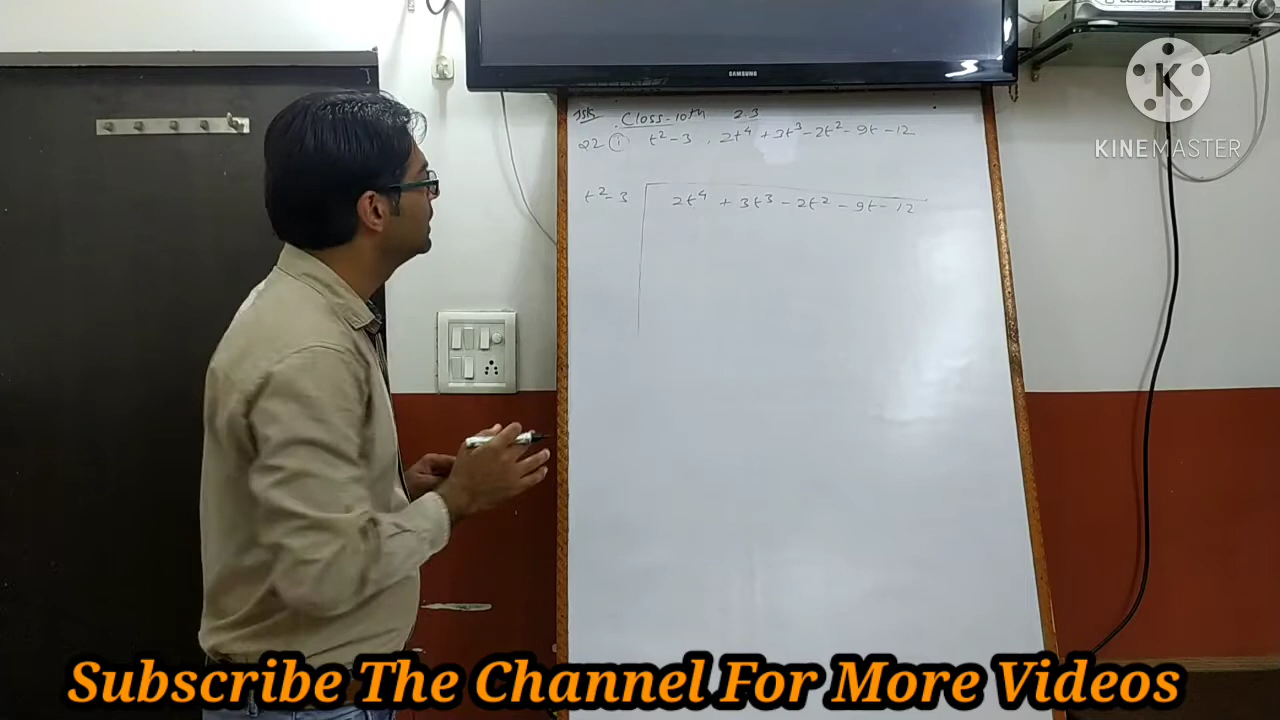 SAMSUNG
Class-10th 2.3
Q2 (i) t²-3, 2t⁴+3t³-2t²-9t-12
t²-3 2t⁴+3t³-2t²-9t-12
K
KINEMASTER
Subscribe The Channel For More Videos